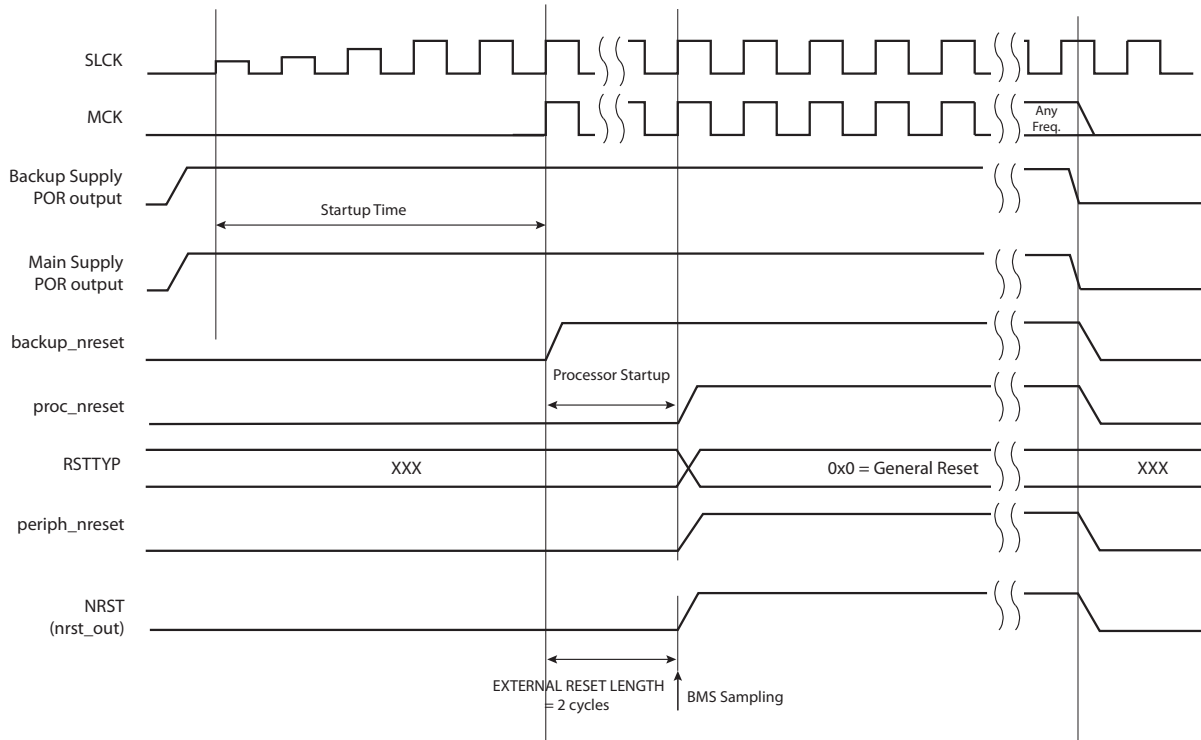 SLCK
MCK
Any
Freq.
Backup Supply
POR output
Startup Time
Main Supply
POR output
backup_nreset
Processor Startup
proc_nreset
RSTTYP
XXX
0x0 = General Reset
XXX
periph_nreset
NRST
(nrst_out)
EXTERNAL RESET LENGTH
= 2 cycles
BMS Sampling